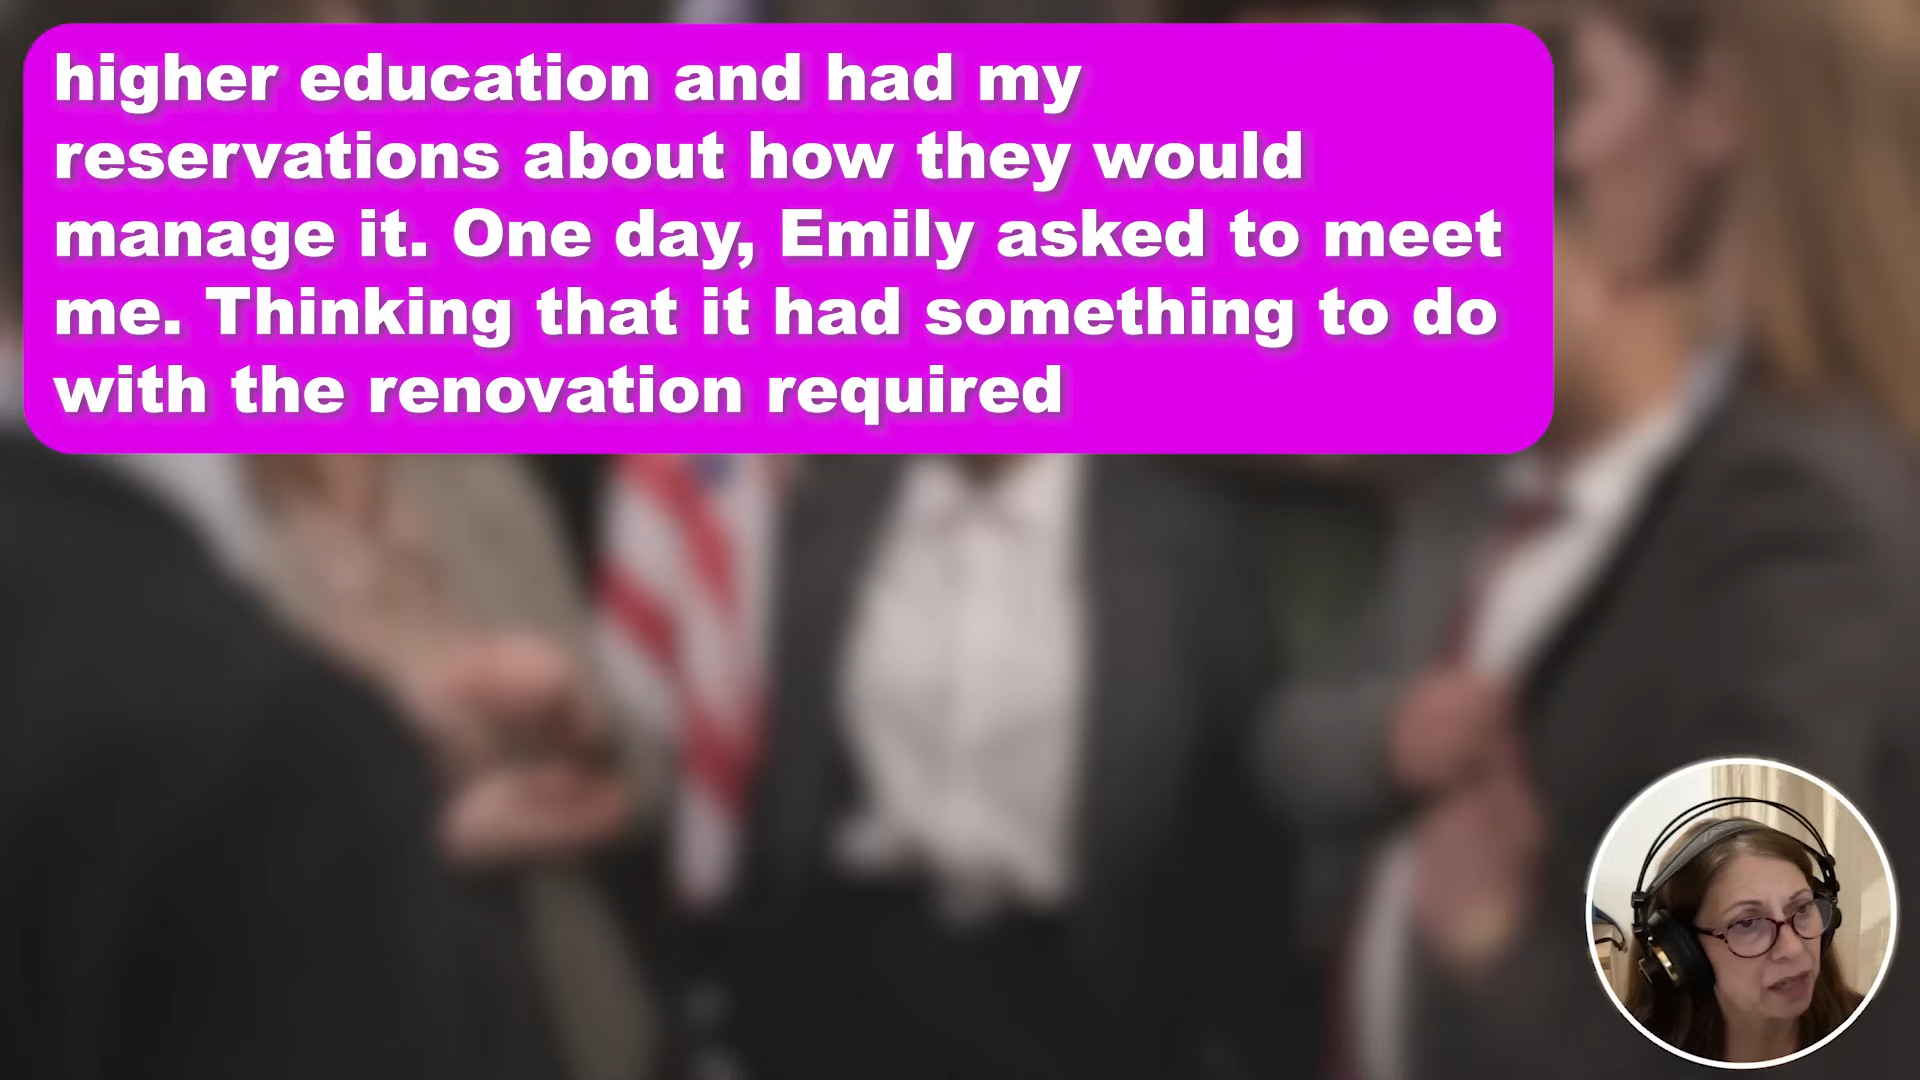 higher education and had my
reservations about how they would
manage it. One day, Emily asked to meet
me. Thinking that it had something to do
with the renovation required